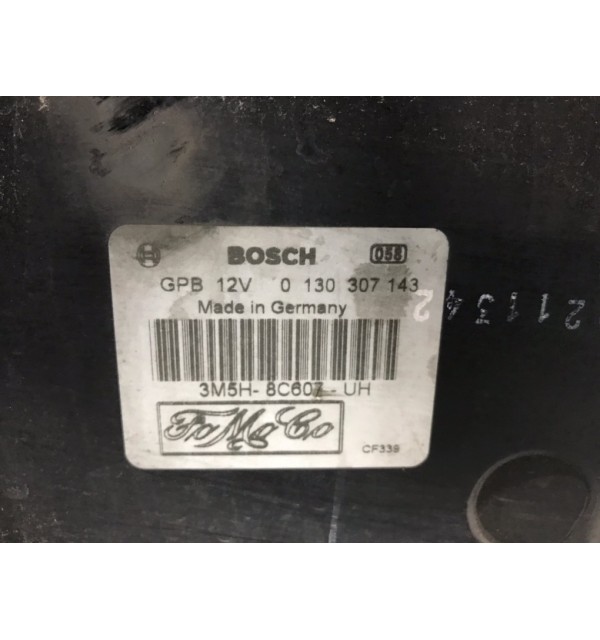 BOSCH 058
GPB 12V 0 130 307 143
Made in Germany
3M5H-8C607-UH
FoMoCo
CF339
211342